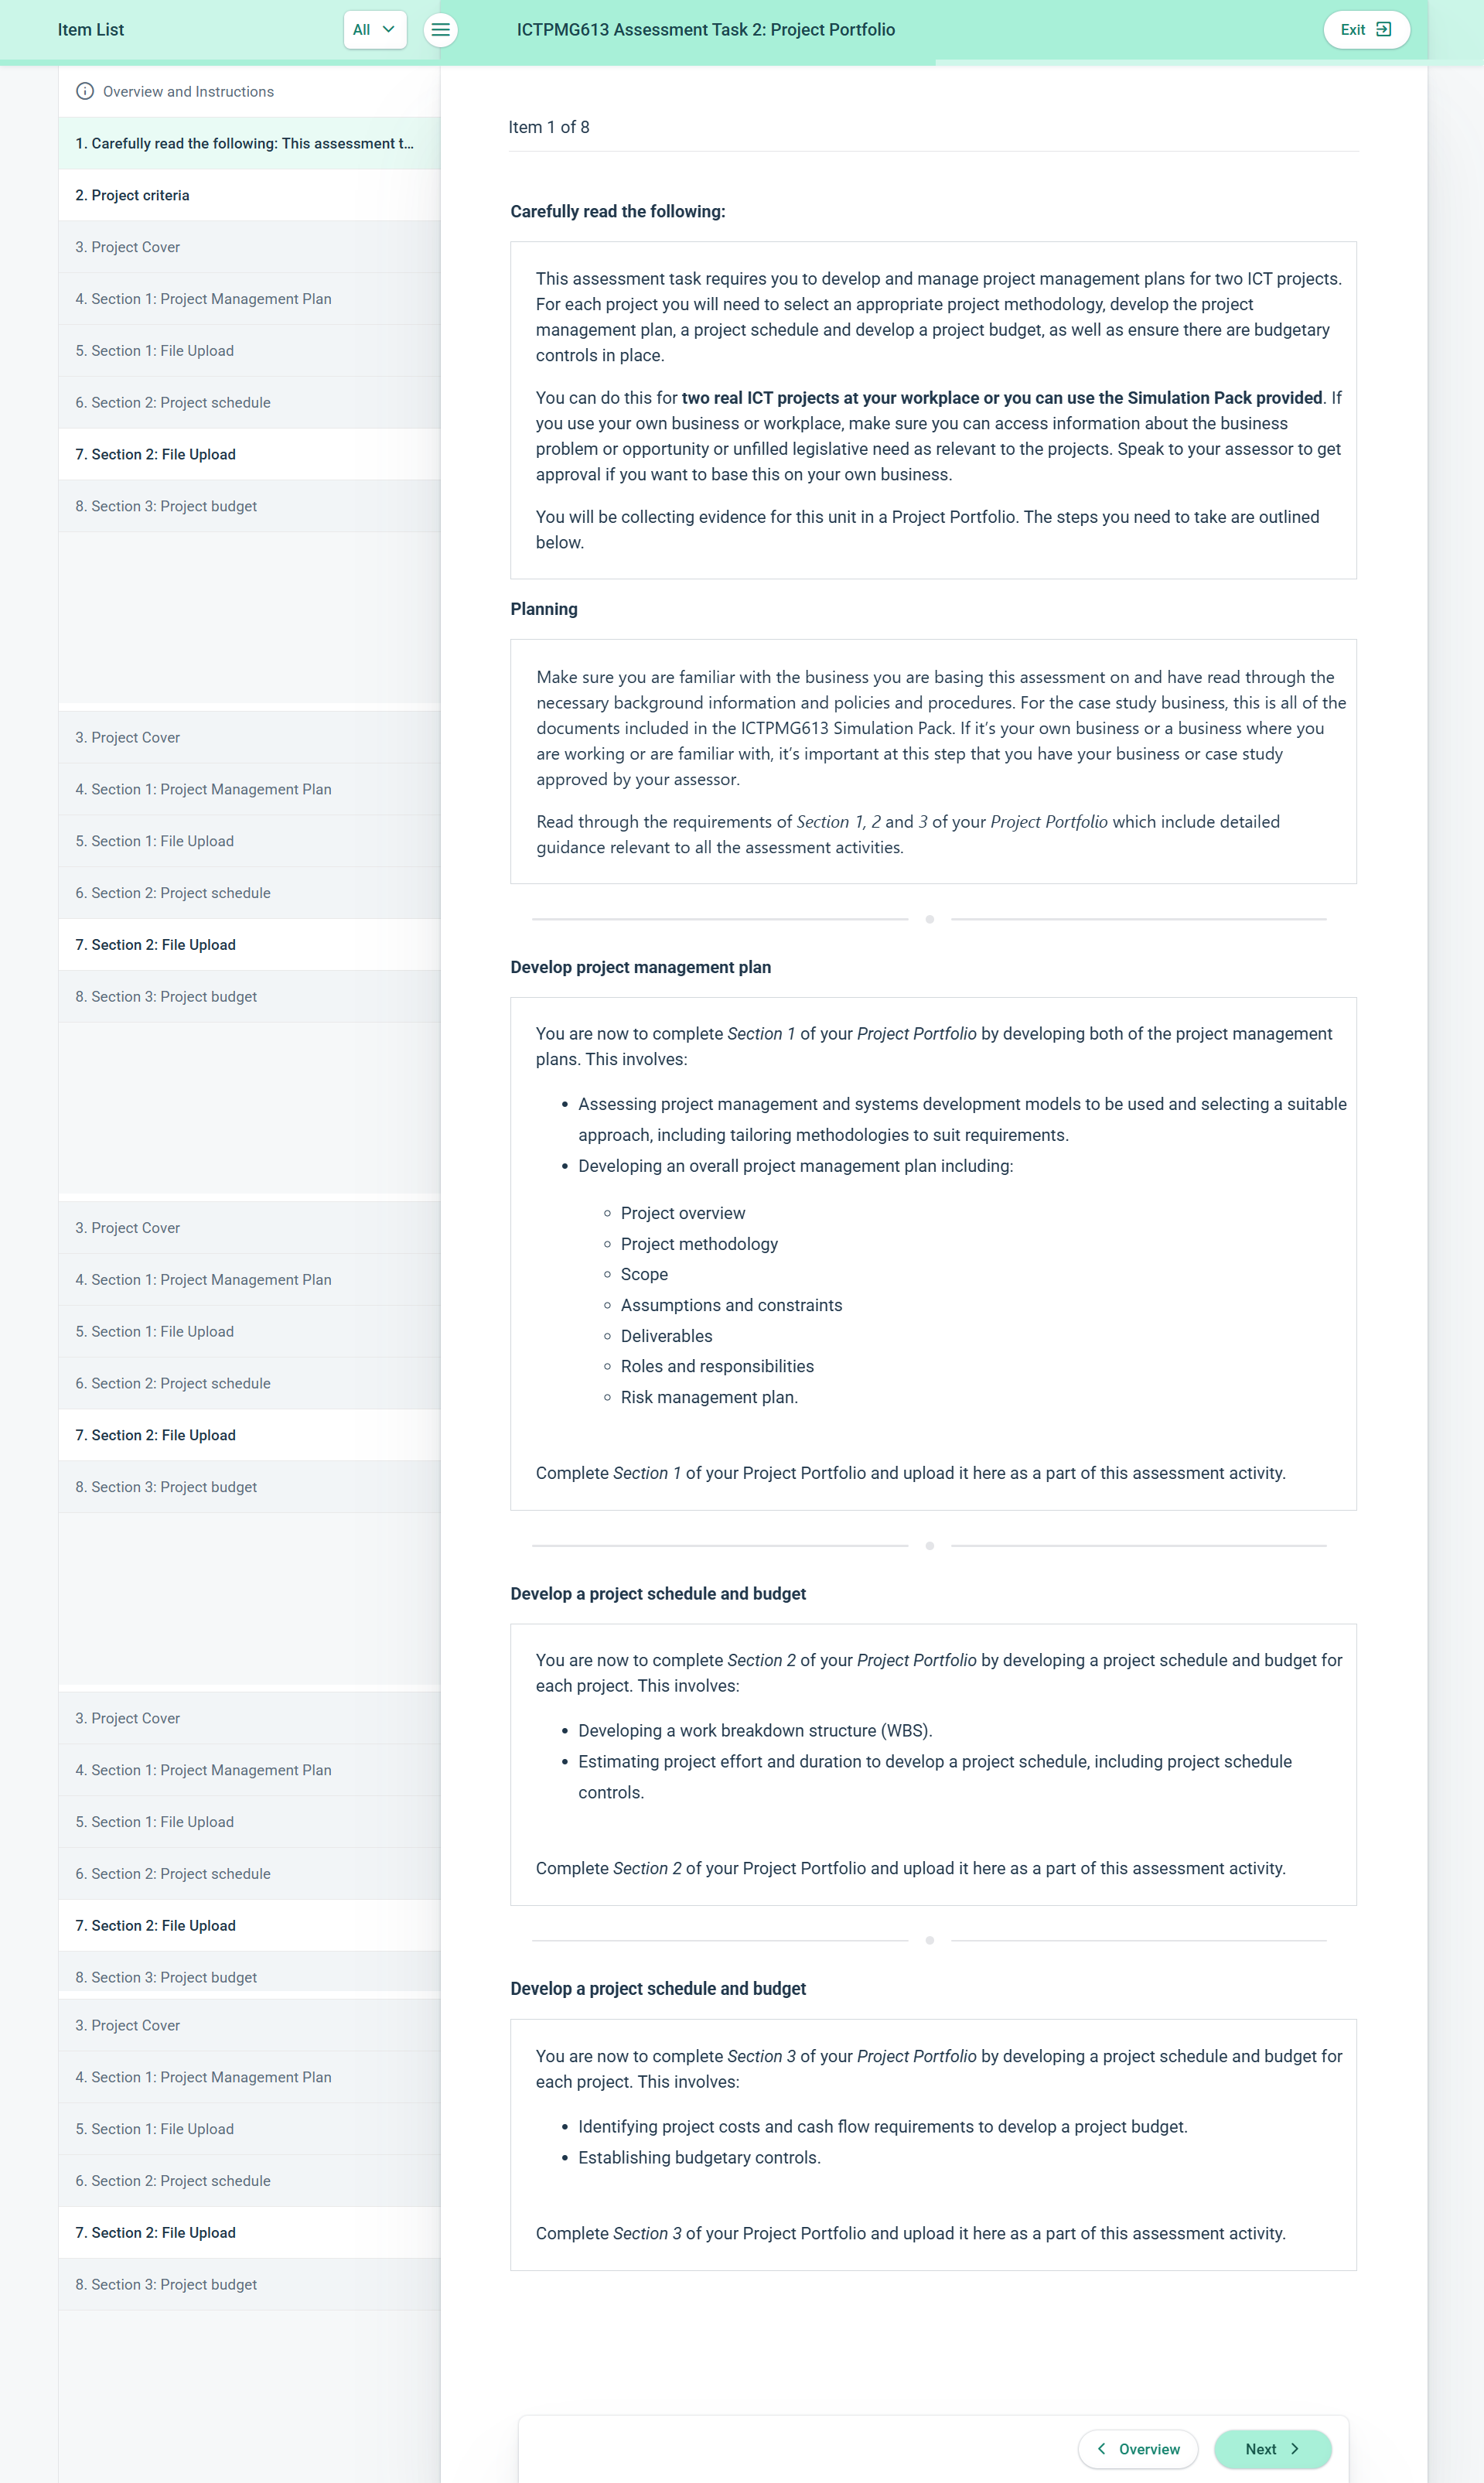 Item List
All
ICTPMG613 Assessment Task 2: Project Portfolio
Exit
Overview and Instructions
1. Carefully read the following: This assessment t...
2. Project criteria
3. Project Cover
4. Section 1: Project Management Plan
5. Section 1: File Upload
6. Section 2: Project schedule
7. Section 2: File Upload
8. Section 3: Project budget
3. Project Cover
4. Section 1: Project Management Plan
5. Section 1: File Upload
6. Section 2: Project schedule
7. Section 2: File Upload
8. Section 3: Project budget
3. Project Cover
4. Section 1: Project Management Plan
5. Section 1: File Upload
6. Section 2: Project schedule
7. Section 2: File Upload
8. Section 3: Project budget
3. Project Cover
4. Section 1: Project Management Plan
5. Section 1: File Upload
6. Section 2: Project schedule
7. Section 2: File Upload
8. Section 3: Project budget
3. Project Cover
4. Section 1: Project Management Plan
5. Section 1: File Upload
6. Section 2: Project schedule
7. Section 2: File Upload
8. Section 3: Project budget
Item 1 of 8
Carefully read the following:
This assessment task requires you to develop and manage project management plans for two ICT projects.
For each project you will need to select an appropriate project methodology, develop the project
management plan, a project schedule and develop a project budget, as well as ensure there are budgetary
controls in place.
You can do this for two real ICT projects at your workplace or you can use the Simulation Pack provided. If
you use your own business or workplace, make sure you can access information about the business
problem or opportunity or unfilled legislative need as relevant to the projects. Speak to your assessor to get
approval if you want to base this on your own business.
You will be collecting evidence for this unit in a Project Portfolio. The steps you need to take are outlined
below.
Planning
Make sure you are familiar with the business you are basing this assessment on and have read through the
necessary background information and policies and procedures. For the case study business, this is all of the
documents included in the ICTPMG613 Simulation Pack. If it's your own business or a business where you
are working or are familiar with, it's important at this step that you have your business or case study
approved by your assessor.
Read through the requirements of Section 1, 2 and 3 of your Project Portfolio which include detailed
guidance relevant to all the assessment activities.
Develop project management plan
You are now to complete Section 1 of your Project Portfolio by developing both of the project management
plans. This involves:
• Assessing project management and systems development models to be used and selecting a suitable
approach, including tailoring methodologies to suit requirements.
• Developing an overall project management plan including:
◦ Project overview
◦ Project methodology
◦ Scope
◦ Assumptions and constraints
◦ Deliverables
◦ Roles and responsibilities
◦ Risk management plan.
Complete Section 1 of your Project Portfolio and upload it here as a part of this assessment activity.
Develop a project schedule and budget
You are now to complete Section 2 of your Project Portfolio by developing a project schedule and budget for
each project. This involves:
• Developing a work breakdown structure (WBS).
• Estimating project effort and duration to develop a project schedule, including project schedule
controls.
Complete Section 2 of your Project Portfolio and upload it here as a part of this assessment activity.
Develop a project schedule and budget
You are now to complete Section 3 of your Project Portfolio by developing a project schedule and budget for
each project. This involves:
• Identifying project costs and cash flow requirements to develop a project budget.
• Establishing budgetary controls.
Complete Section 3 of your Project Portfolio and upload it here as a part of this assessment activity.
Overview
Next